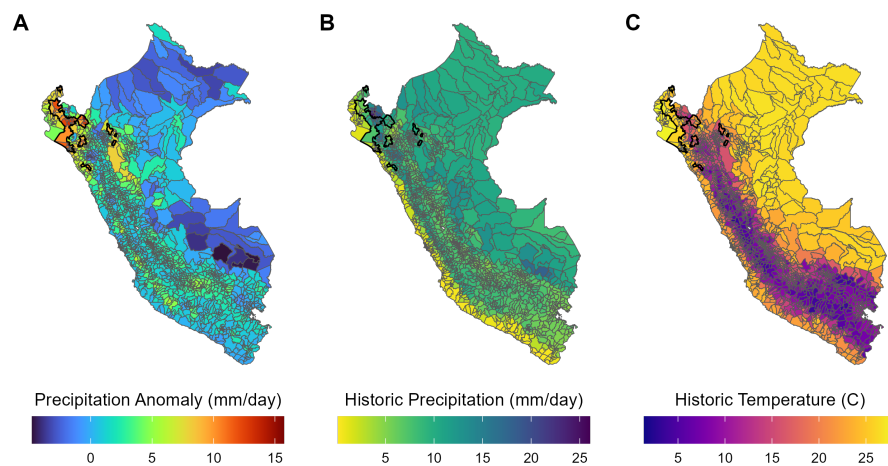 A B C
Precipitation Anomaly (mm/day) Historic Precipitation (mm/day) Historic Temperature (C)
0 5 10 15 5 10 15 20 25 5 10 15 20 25